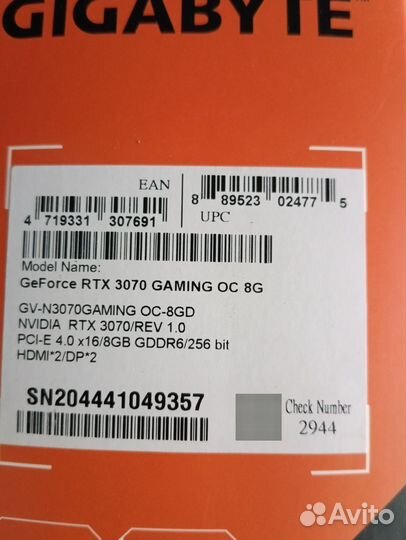 GIGABYTE™
EAN
4 719331 307691
8 89523 02477 5
UPC
Model Name:
GeForce RTX 3070 GAMING OC 8G
GV-N3070GAMING OC-8GD
NVIDIA RTX 3070/REV 1.0
PCI-E 4.0 x16/8GB GDDR6/256 bit
HDMI*2/DP*2
SN204441049357
Check Number
2944
Avito